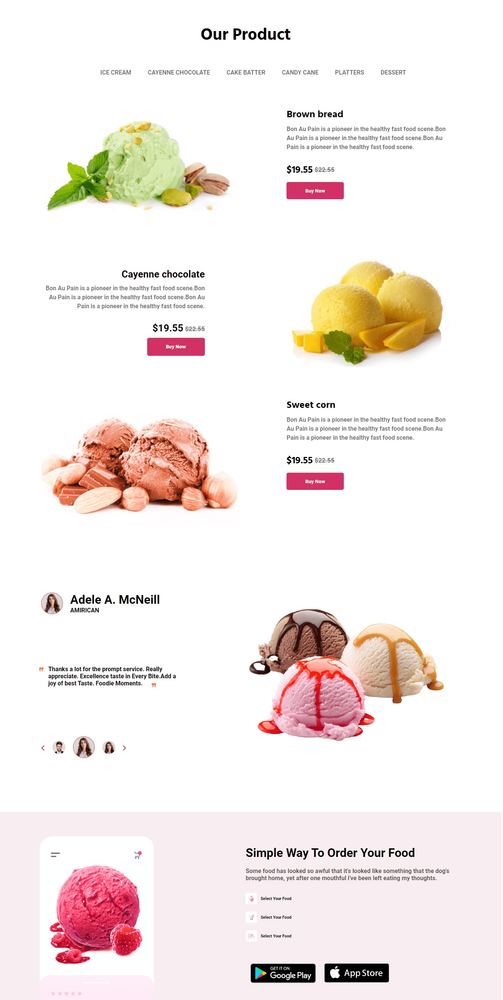 Our Product
ICE CREAM CAYENNE CHOCOLATE CAKE BATTER CANDY CANE PLATTERS DESSERT
Brown bread
Bon Au Pain is a pioneer in the healthy fast food scene.Bon
Au Pain is a pioneer in the healthy fast food scene.Bon Au
Pain is a pioneer in the healthy fast food scene.
$19.55 $22.55
Buy Now
Cayenne chocolate
Bon Au Pain is a pioneer in the healthy fast food scene.Bon
Au Pain is a pioneer in the healthy fast food scene.Bon Au
Pain is a pioneer in the healthy fast food scene.
$19.55 $22.55
Buy Now
Sweet corn
Bon Au Pain is a pioneer in the healthy fast food scene.Bon
Au Pain is a pioneer in the healthy fast food scene.Bon Au
Pain is a pioneer in the healthy fast food scene.
$19.55 $22.55
Buy Now
Adele A. McNeill
AMIRICAN
Thanks a lot for the prompt service. Really
appreciate. Excellence taste in Every Bite.Add a
joy of best Taste. Foodie Moments.
Simple Way To Order Your Food
Some food has looked so awful that it's looked like something that the dog's
brought home, yet after one mouthful I've been left eating my thoughts.
Select Your Food
Select Your Food
Select Your Food
GET IT ON
Google Play
App Store